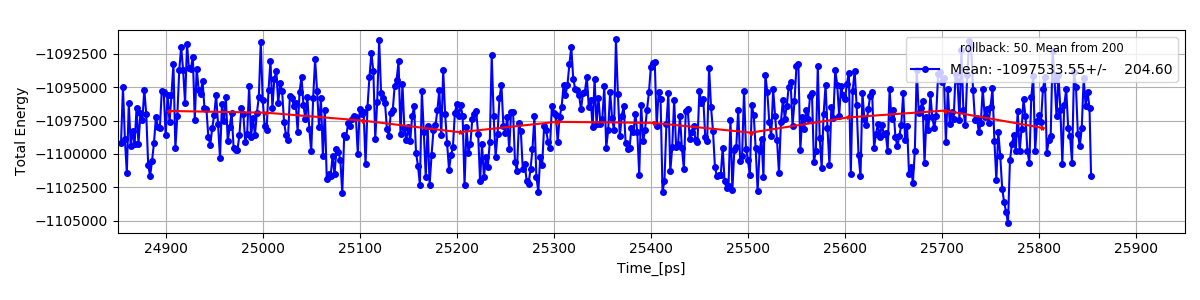 rollback: 50. Mean from 200
Mean: -1097533.55+/-    204.60
Total Energy
−1092500
−1095000
−1097500
−1100000
−1102500
−1105000
24900 25000 25100 25200 25300 25400 25500 25600 25700 25800 25900
Time_[ps]